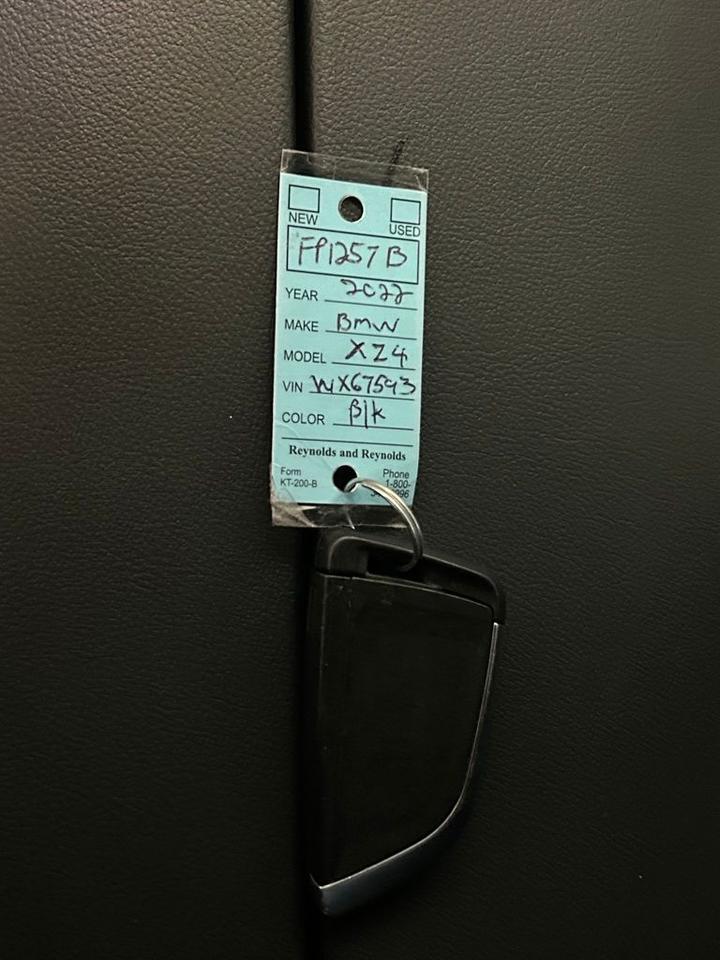 NEW USED
FP1257B
YEAR 2022
MAKE BMW
MODEL XZ4
VIN WX67593
COLOR Blk
Reynolds and Reynolds
Form Phone
KT-200-B 1-800-